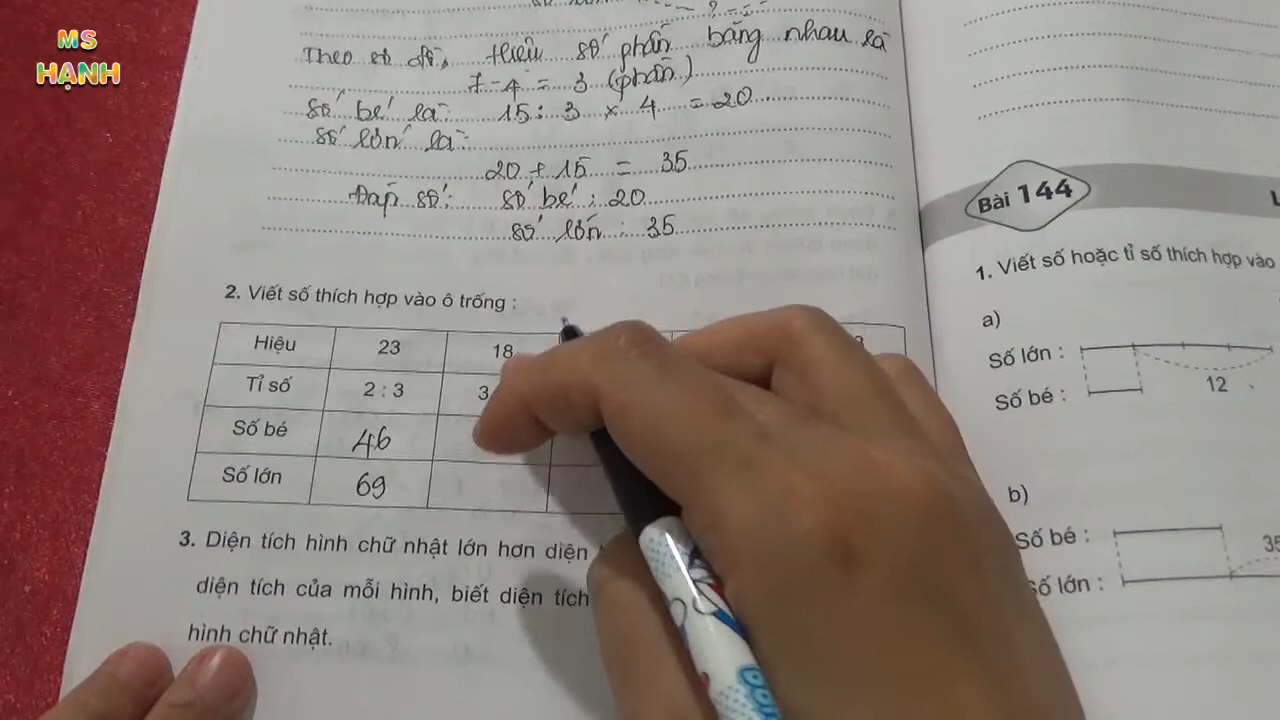 MS
HẠNH
Theo sơ đồ, hiệu số phần bằng nhau là
7 - 4 = 3 (phần)
Số bé là: 15 : 3 × 4 = 20
Số lớn là:
20 + 15 = 35
Đáp số: số bé : 20
số lớn : 35
2. Viết số thích hợp vào ô trống :
Hiệu 23 18
Tỉ số 2 : 3 3
Số bé 46
Số lớn 69
3. Diện tích hình chữ nhật lớn hơn diện
diện tích của mỗi hình, biết diện tích
hình chữ nhật.
Bài 144
1. Viết số hoặc tỉ số thích hợp vào
a)
Số lớn :
Số bé : 12
b)
Số bé : 35
Số lớn :